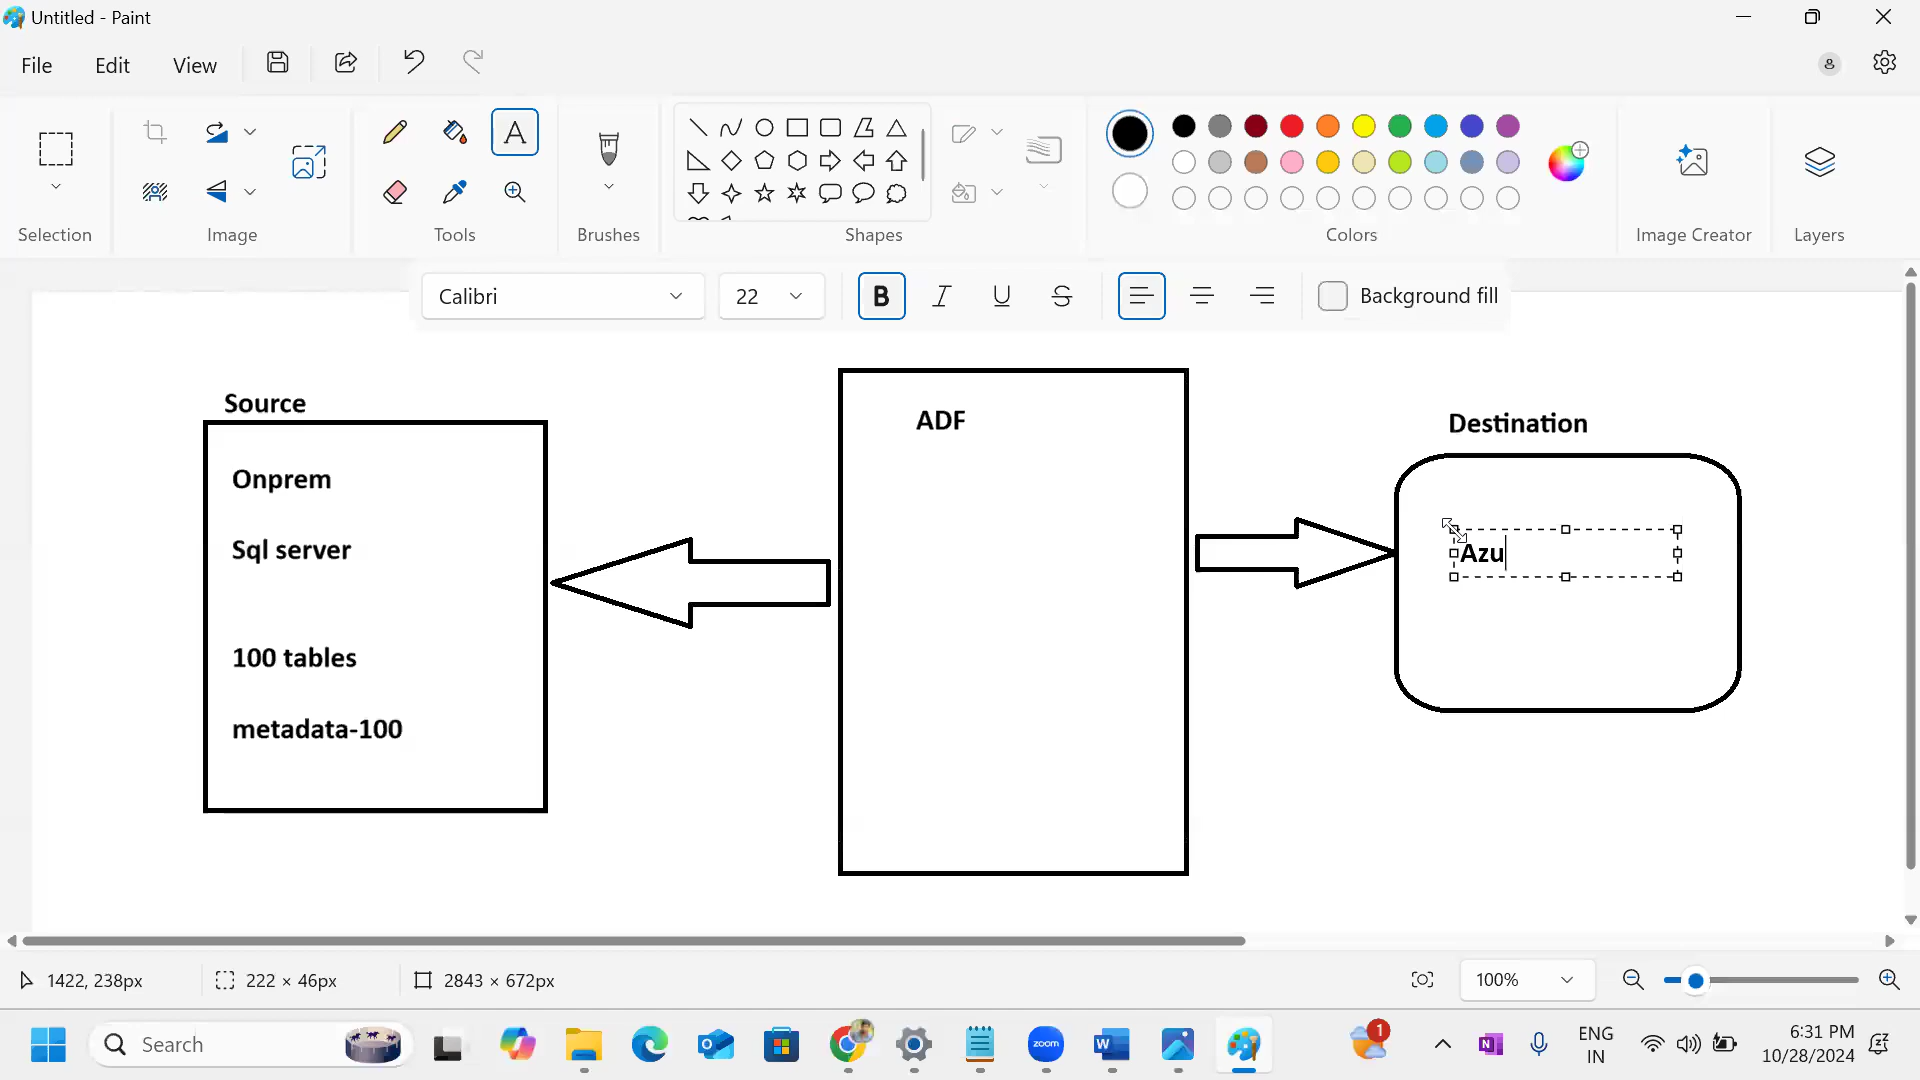 Untitled - Paint
File Edit View
Selection Image Tools Brushes Shapes Colors Image Creator Layers
Calibri 22 B I U S Background fill
Source
Onprem
Sql server
100 tables
metadata-100
ADF
Destination
Azu
1422, 238px 222 × 46px 2843 × 672px 100%
Search zoom W 1 N ENG
IN
6:31 PM
10/28/2024